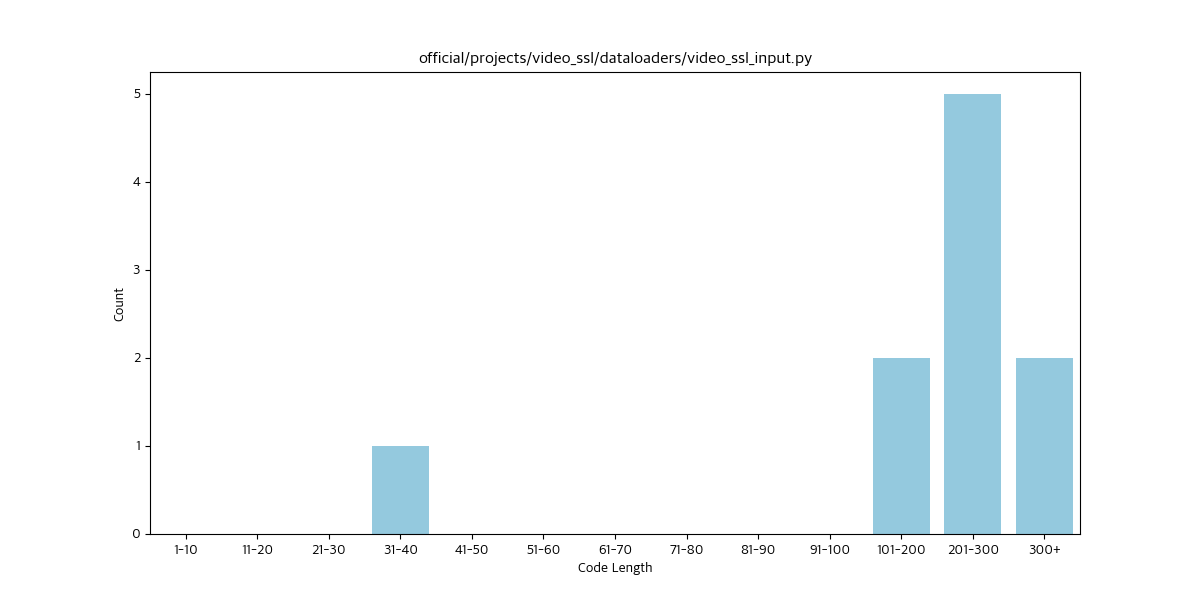 official/projects/video_ssl/dataloaders/video_ssl_input.py
5
4
3
2
1
0
Count
1-10 11-20 21-30 31-40 41-50 51-60 61-70 71-80 81-90 91-100 101-200 201-300 300+
Code Length